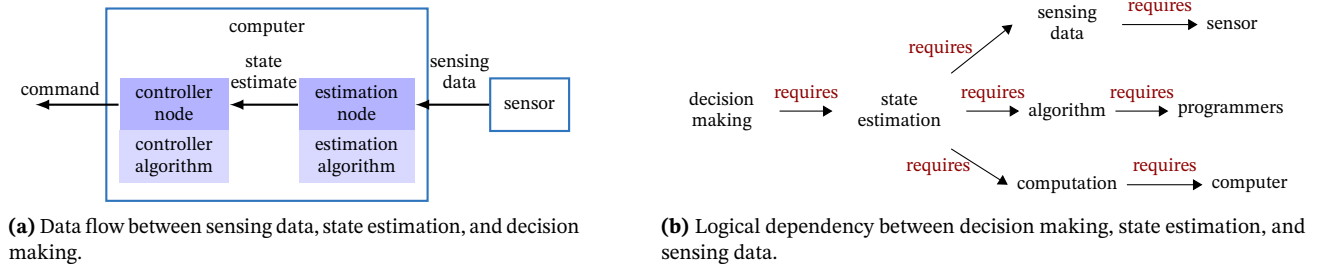 computer
command
controller
node
controller
algorithm
state
estimate
estimation
node
estimation
algorithm
sensing
data
sensor
(a) Data flow between sensing data, state estimation, and decision
making.
decision
making
requires
state
estimation
requires
sensing
data
requires
sensor
requires
algorithm
requires
programmers
requires
computation
requires
computer
(b) Logical dependency between decision making, state estimation, and
sensing data.